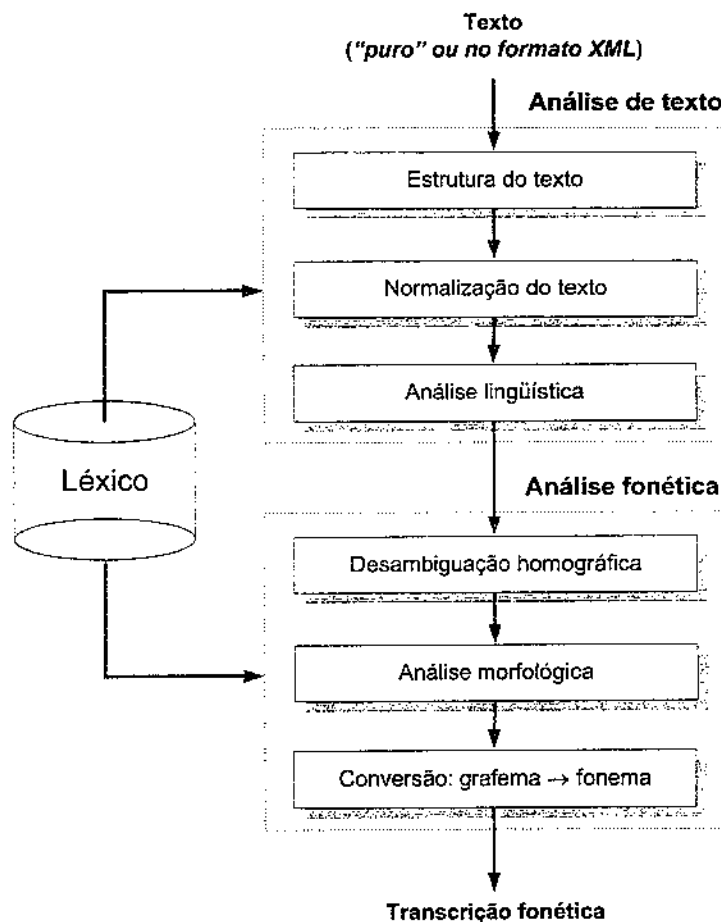 Texto
(“puro” ou no formato XML)
Análise de texto
Estrutura do texto
Normalização do texto
Análise lingüística
Léxico
Análise fonética
Desambiguação homográfica
Análise morfológica
Conversão: grafema → fonema
Transcrição fonética